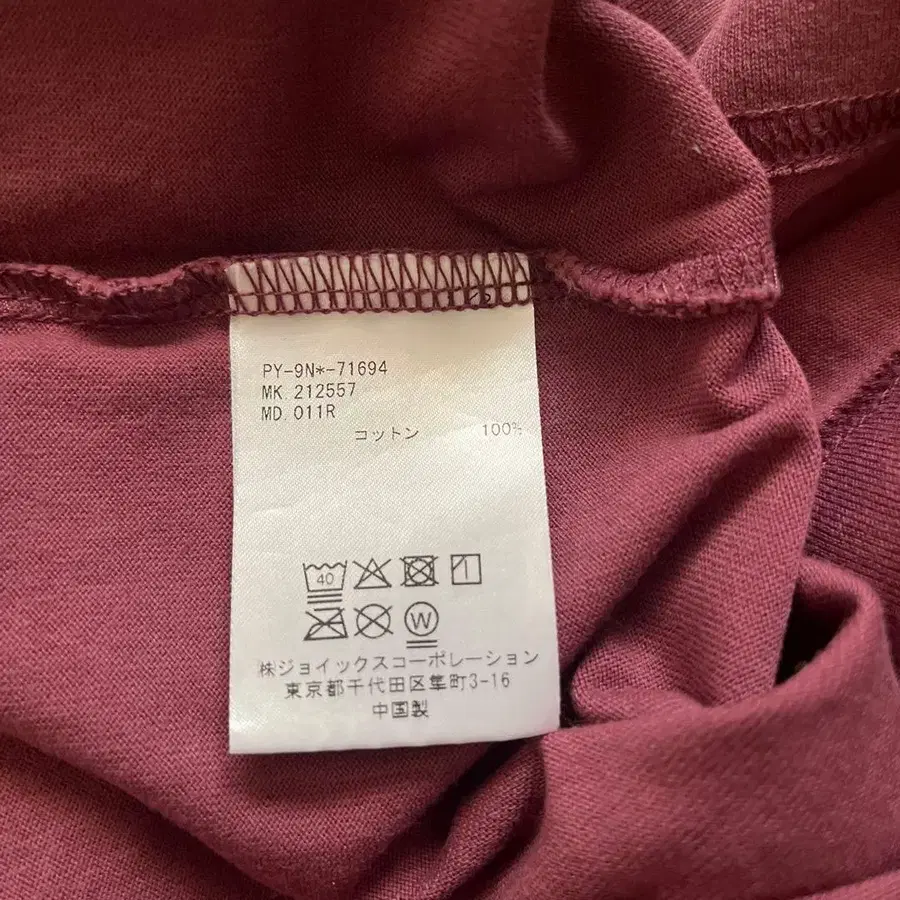 PY-9N*-71694
MK. 212557
MD. 011R
コットン 100%
40
W
㈱ジョイックスコーポレーション
東京都千代田区隼町3-16
中国製